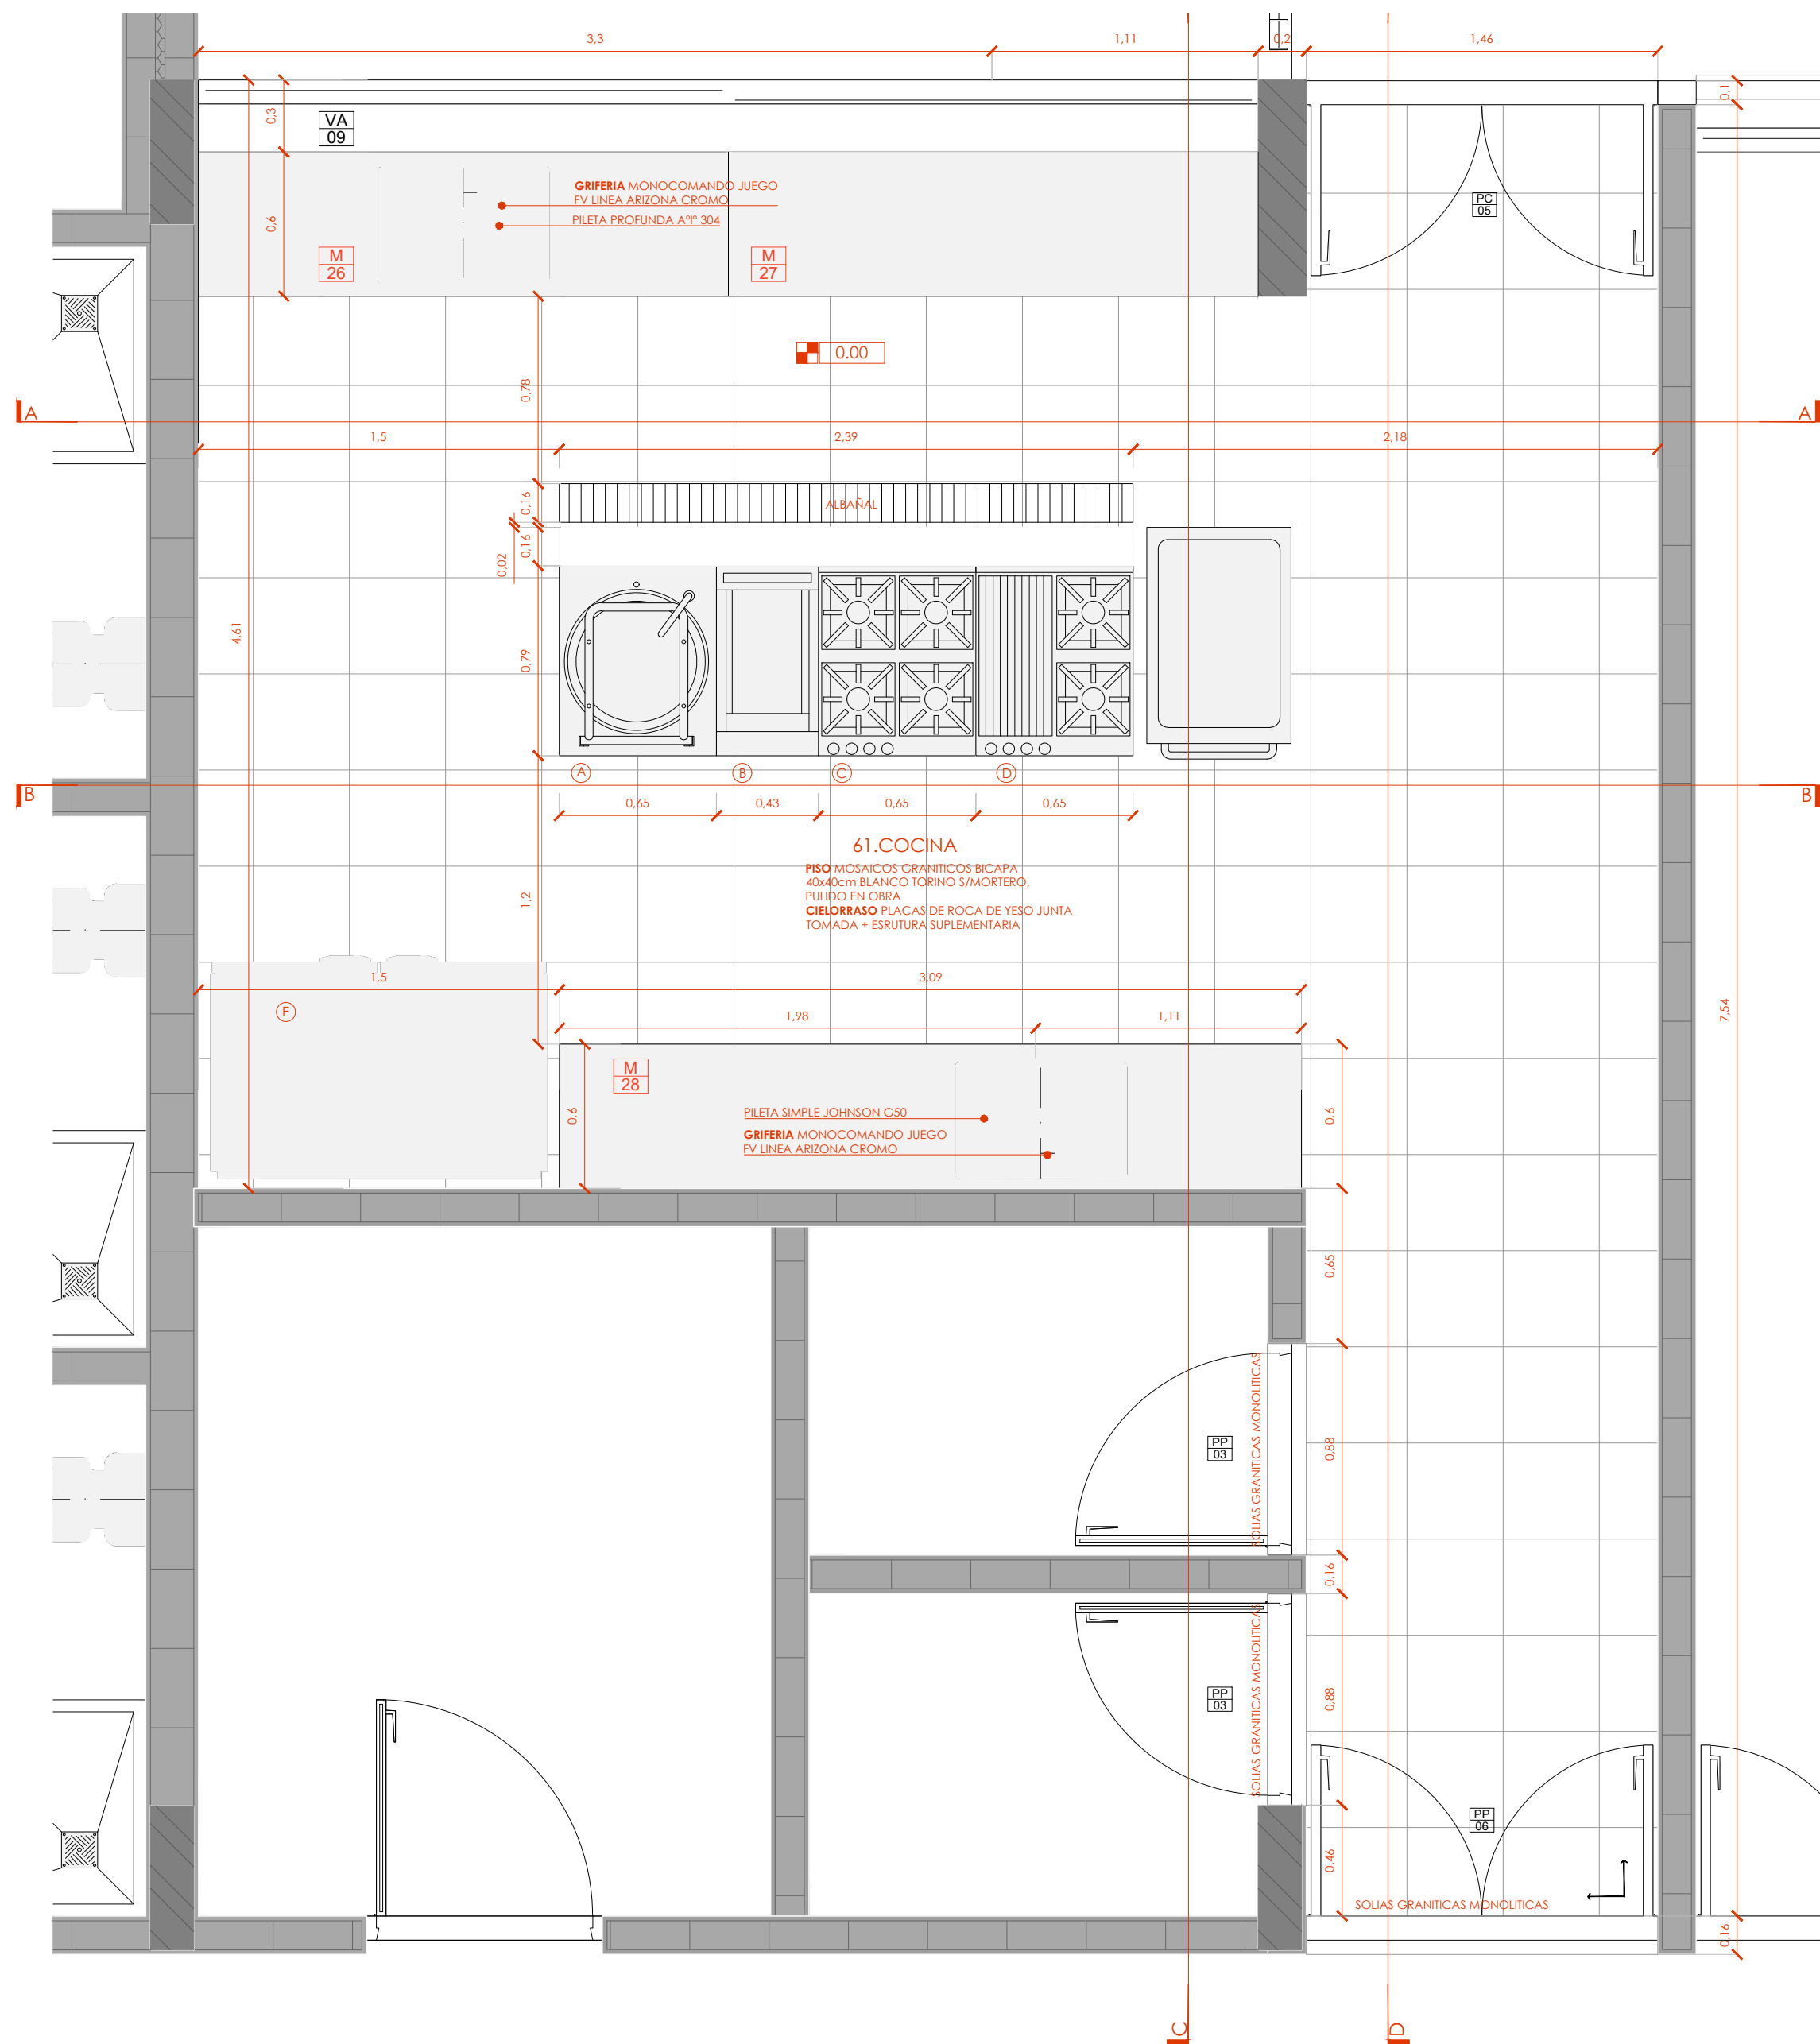 3,3
1,11
0,2
1,46
0,3
0,1
VA
09
GRIFERIA MONOCOMANDO JUEGO
FV LINEA ARIZONA CROMO
PILETA PROFUNDA A°I° 304
0,6
M
26
M
27
PC
05
0.00
0,78
A
A
1,5
2,39
2,18
0,16
ALBAÑAL
0,16
0,02
4,61
0,79
A
B
C
D
B
B
0,65
0,43
0,65
0,65
61.COCINA
PISO MOSAICOS GRANITICOS BICAPA
40x40cm BLANCO TORINO S/MORTERO,
PULIDO EN OBRA
CIELORRASO PLACAS DE ROCA DE YESO JUNTA
TOMADA + ESRUTURA SUPLEMENTARIA
1,2
1,5
3,09
E
1,98
1,11
7,54
M
28
0,6
PILETA SIMPLE JOHNSON G50
GRIFERIA MONOCOMANDO JUEGO
FV LINEA ARIZONA CROMO
0,6
0,65
SOLIAS GRANITICAS MONOLITICAS
PP
03
0,88
0,16
SOLIAS GRANITICAS MONOLITICAS
PP
03
0,88
PP
06
0,46
SOLIAS GRANITICAS MONOLITICAS
0,16
C
D